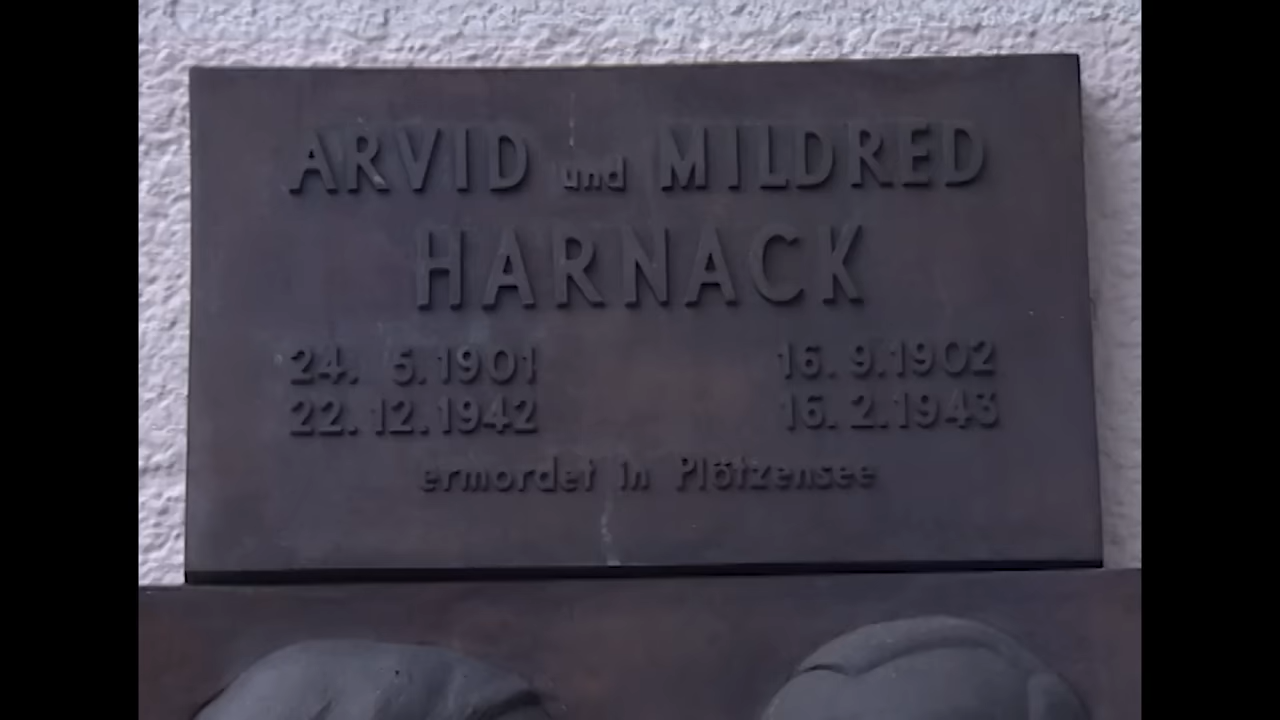 ARVID und MILDRED
HARNACK
24. 5.1901 16. 9.1902
22.12.1942 16. 2.1943
ermordet in Plötzensee